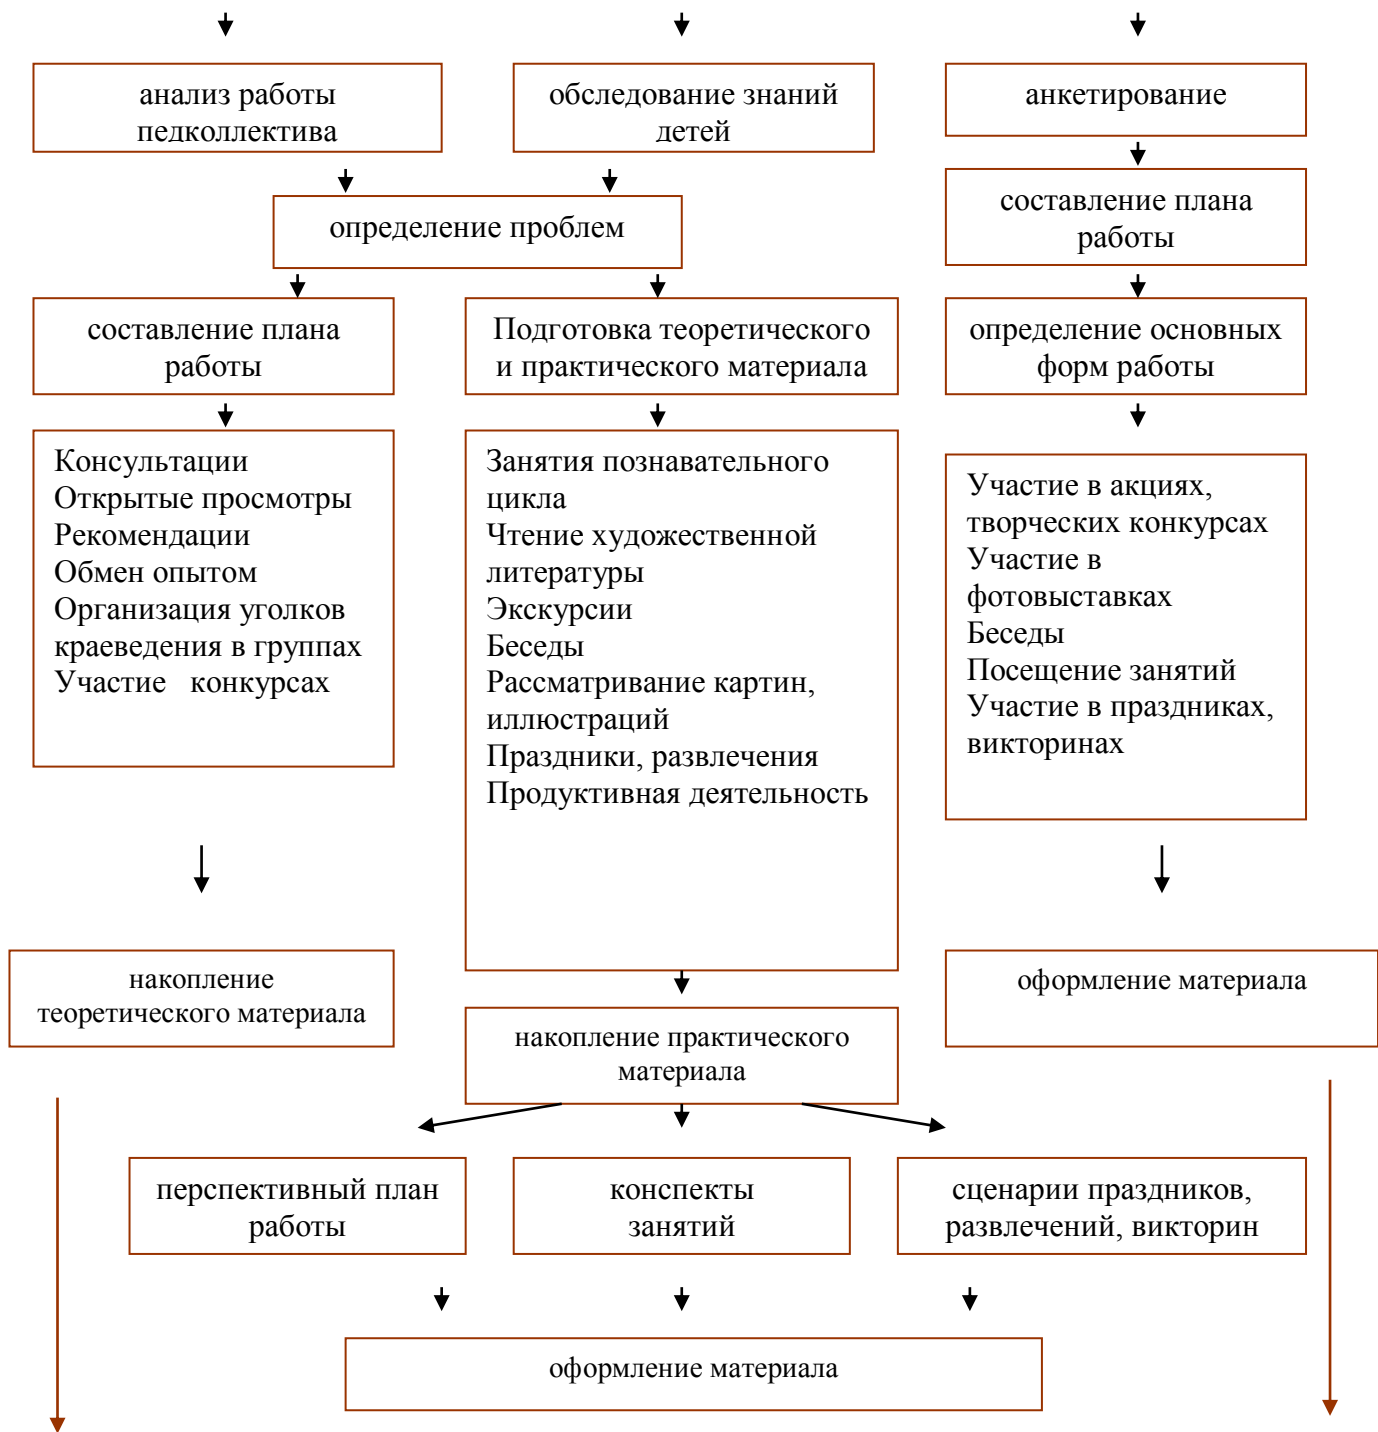 анализ работы
педколлектива
обследование знаний
детей
анкетирование
определение проблем
составление плана
работы
составление плана
работы
Подготовка теоретического
и практического материала
определение основных
форм работы
Консультации
Открытые просмотры
Рекомендации
Обмен опытом
Организация уголков
краеведения в группах
Участие конкурсах
Занятия познавательного
цикла
Чтение художественной
литературы
Экскурсии
Беседы
Рассматривание картин,
иллюстраций
Праздники, развлечения
Продуктивная деятельность
Участие в акциях,
творческих конкурсах
Участие в
фотовыставках
Беседы
Посещение занятий
Участие в праздниках,
викторинах
накопление
теоретического материала
оформление материала
накопление практического
материала
перспективный план
работы
конспекты
занятий
сценарии праздников,
развлечений, викторин
оформление материала